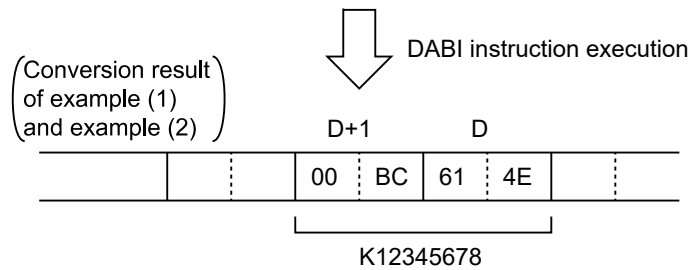 DABI instruction execution
(Conversion result
of example (1)
and example (2))
D+1 D
00 BC 61 4E
K12345678